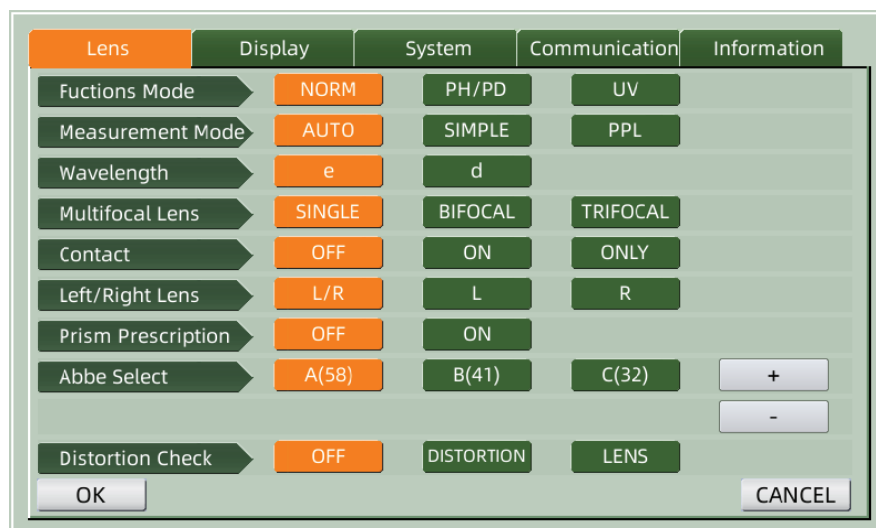 Lens Display System Communication Information
Fuctions Mode NORM PH/PD UV
Measurement Mode AUTO SIMPLE PPL
Wavelength e d
Multifocal Lens SINGLE BIFOCAL TRIFOCAL
Contact OFF ON ONLY
Left/Right Lens L/R L R
Prism Prescription OFF ON
Abbe Select A(58) B(41) C(32) +
-
Distortion Check OFF DISTORTION LENS
OK CANCEL